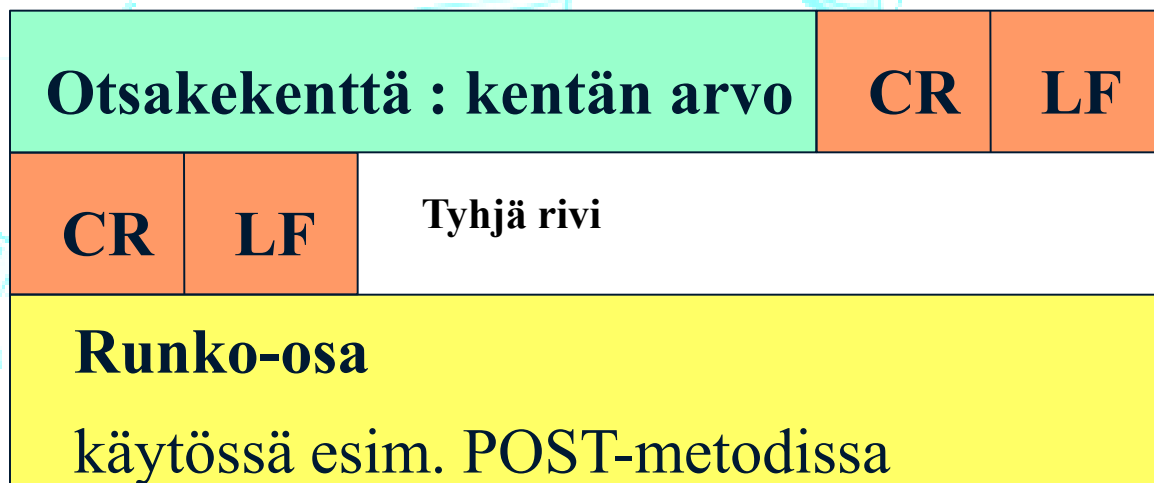 Otsakekenttä : kentän arvo CR LF
CR LF Tyhjä rivi
Runko-osa
käytössä esim. POST-metodissa